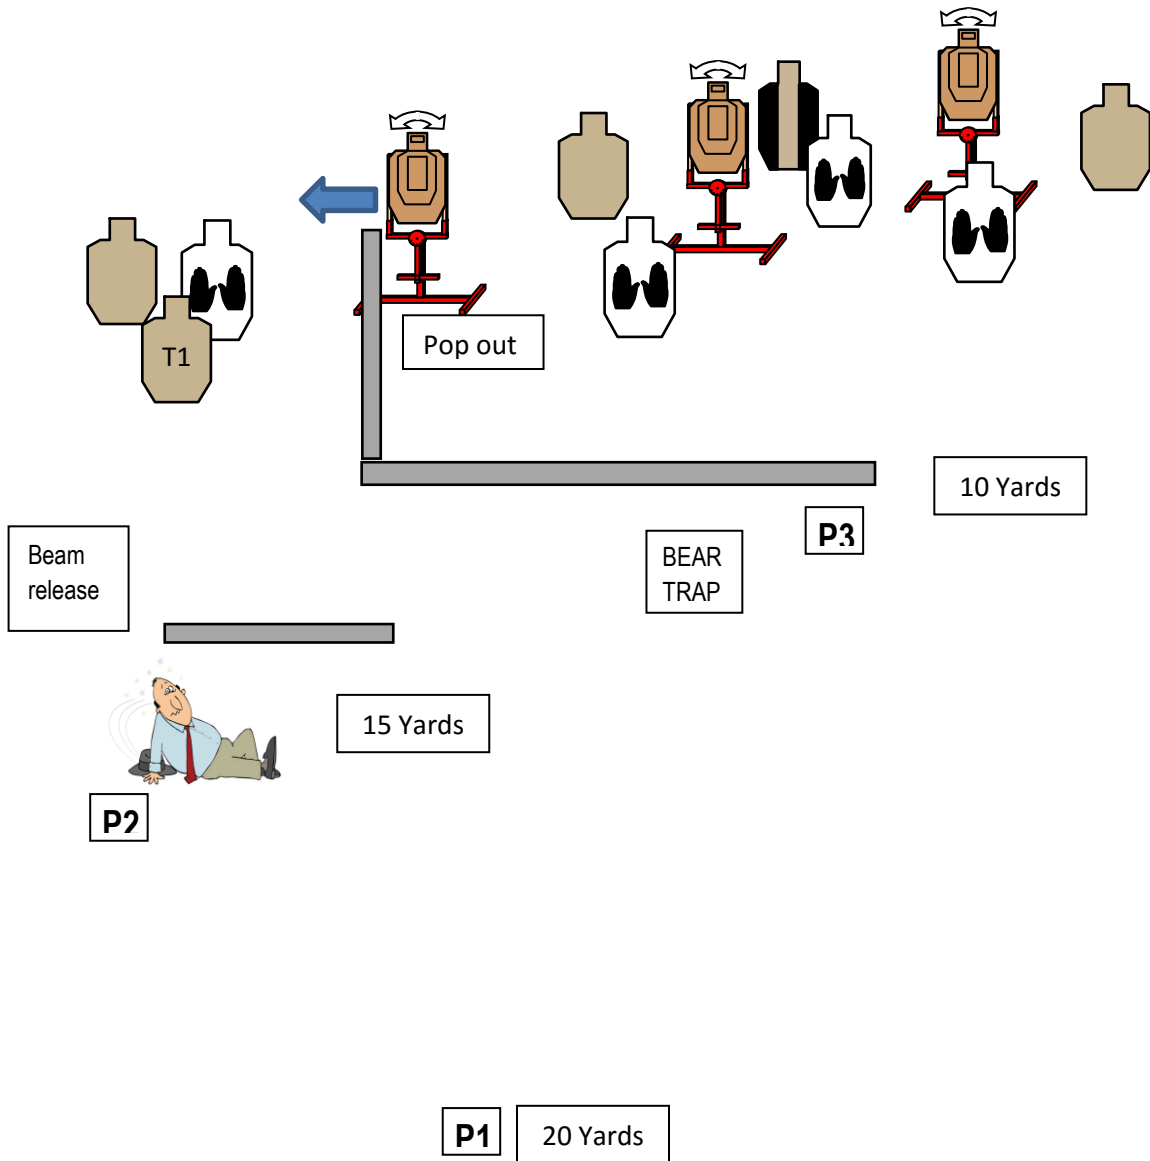 T1
Pop out
10 Yards
P3
BEAR
TRAP
Beam
release
15 Yards
P2
P1
20 Yards